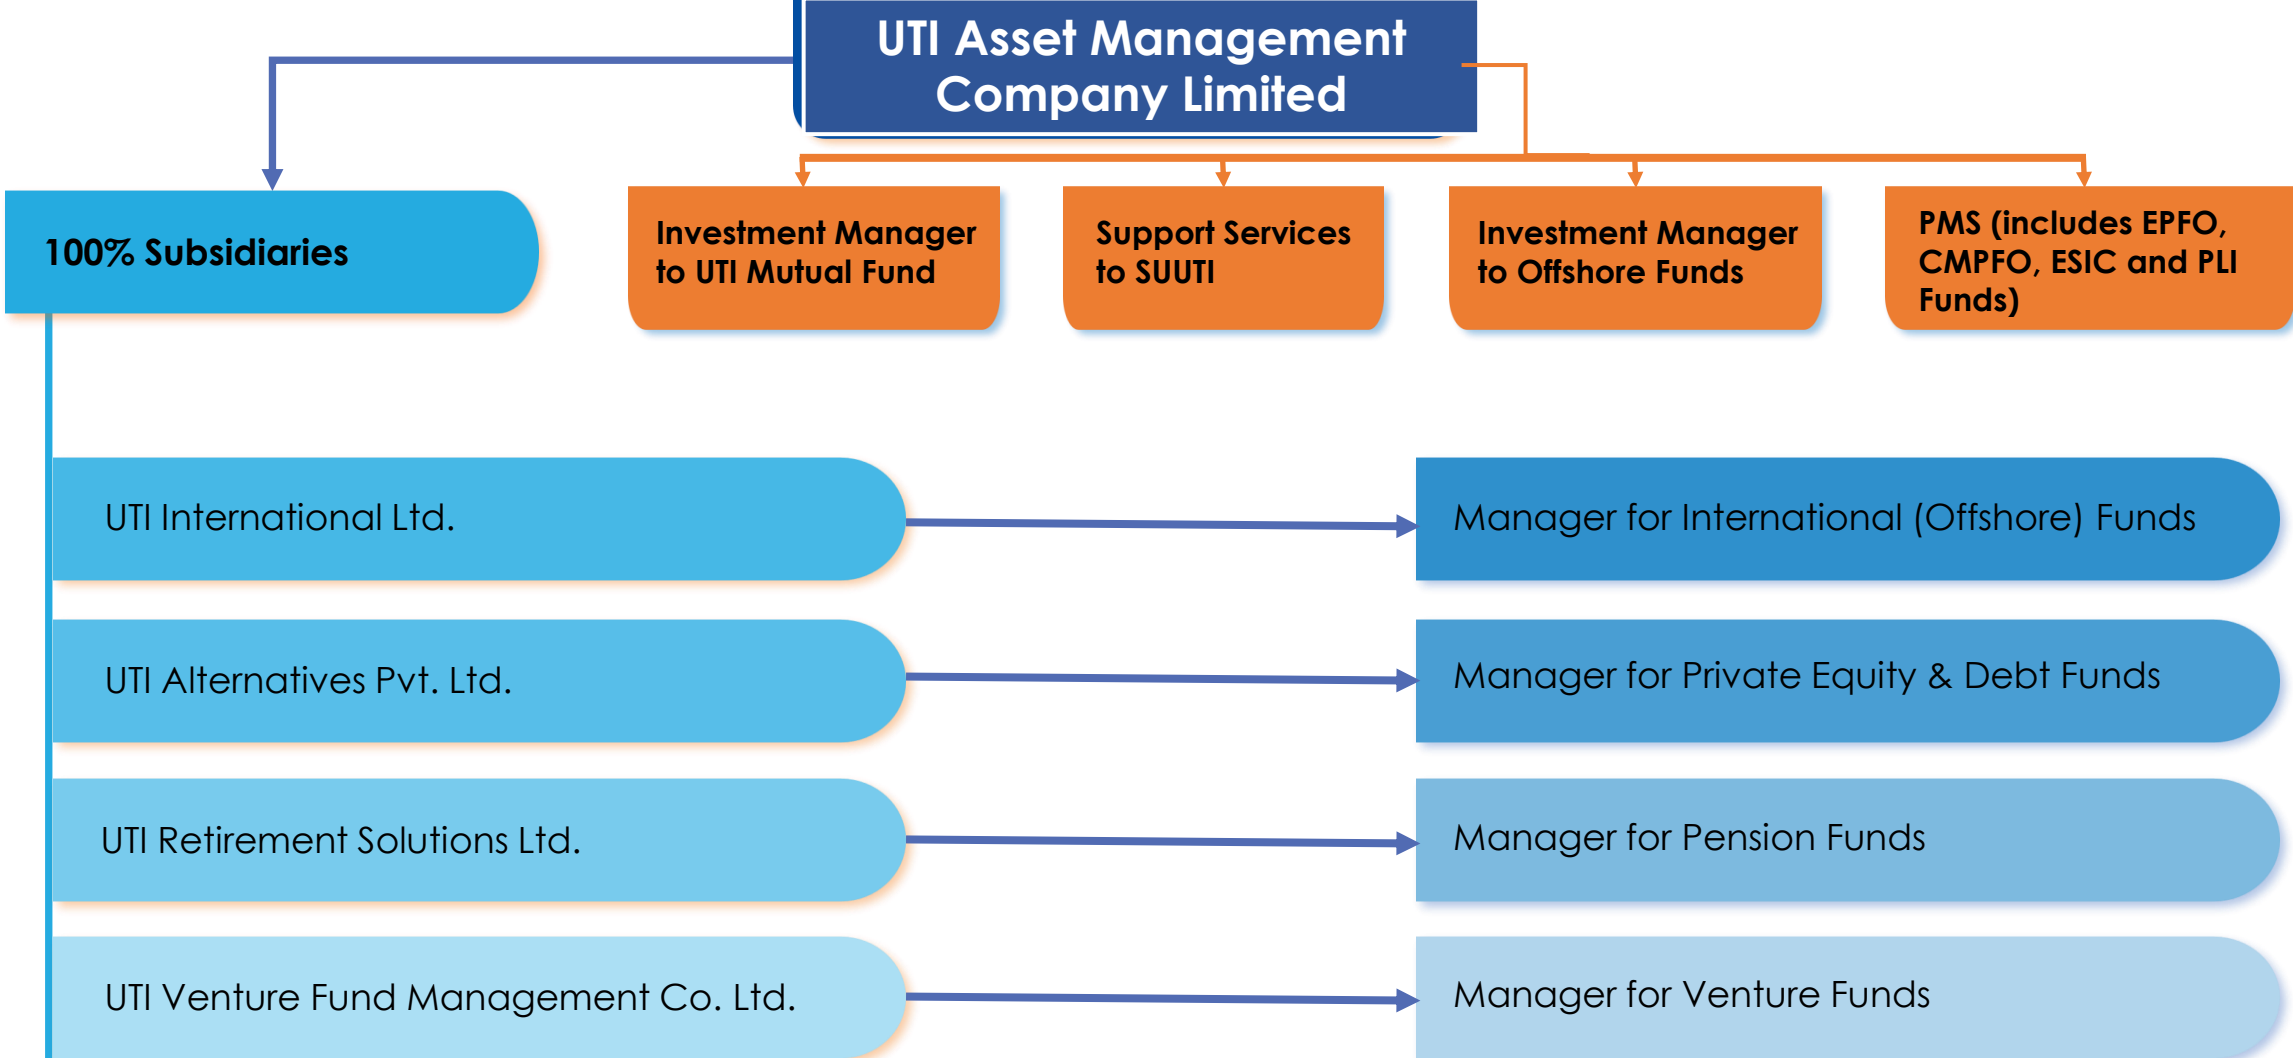 UTI Asset Management
Company Limited
100% Subsidiaries
Investment Manager
to UTI Mutual Fund
Support Services
to SUUTI
Investment Manager
to Offshore Funds
PMS (includes EPFO,
CMPFO, ESIC and PLI
Funds)
UTI International Ltd.
Manager for International (Offshore) Funds
UTI Alternatives Pvt. Ltd.
Manager for Private Equity & Debt Funds
UTI Retirement Solutions Ltd.
Manager for Pension Funds
UTI Venture Fund Management Co. Ltd.
Manager for Venture Funds